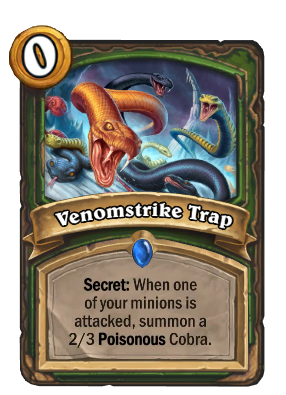 0
Venomstrike Trap
Secret: When one
of your minions is
attacked, summon a
2/3 Poisonous Cobra.